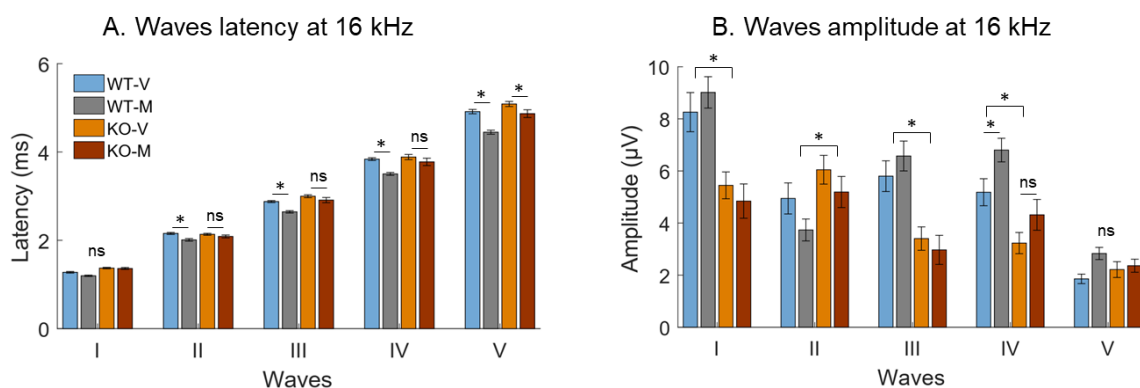 A. Waves latency at 16 kHz
6
4
2
0
Latency (ms)
WT-V
WT-M
KO-V
KO-M
ns
* ns
* ns
* ns
* *
I II III IV V
Waves
B. Waves amplitude at 16 kHz
10
8
6
4
2
0
Amplitude (µV)
*
*
*
*
* ns
ns
I II III IV V
Waves